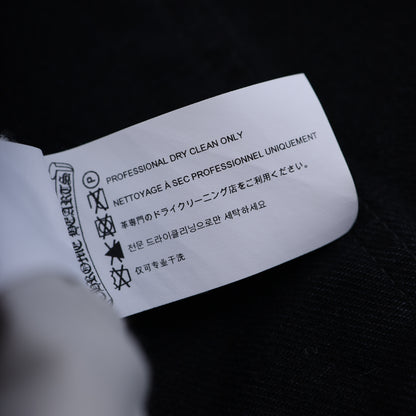 CHROME HEARTS
P
PROFESSIONAL DRY CLEAN ONLY
NETTOYAGE À SEC PROFESSIONNEL UNIQUEMENT
革専門のドライクリーニング店をご利用ください。
전문 드라이클리닝으로만 세탁하세요
仅可专业干洗